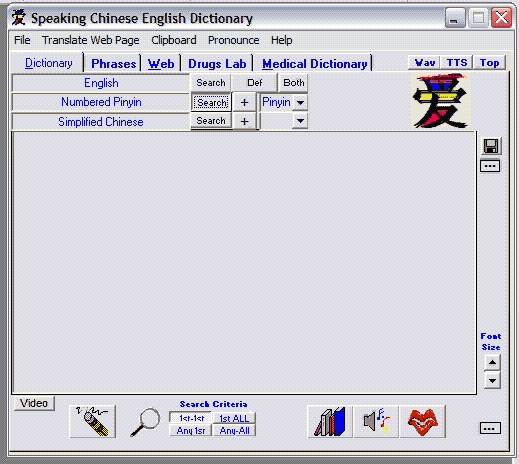 Speaking Chinese English Dictionary
File Translate Web Page Clipboard Pronounce Help
Dictionary Phrases Web Drugs Lab Medical Dictionary Wav TTS Top
English Search Def Both
Numbered Pinyin Search + Pinyin
Simplified Chinese Search +
爱
...
Font
Size
Video
Search Criteria
1st-1st 1st ALL
Any 1sr Any-All
...